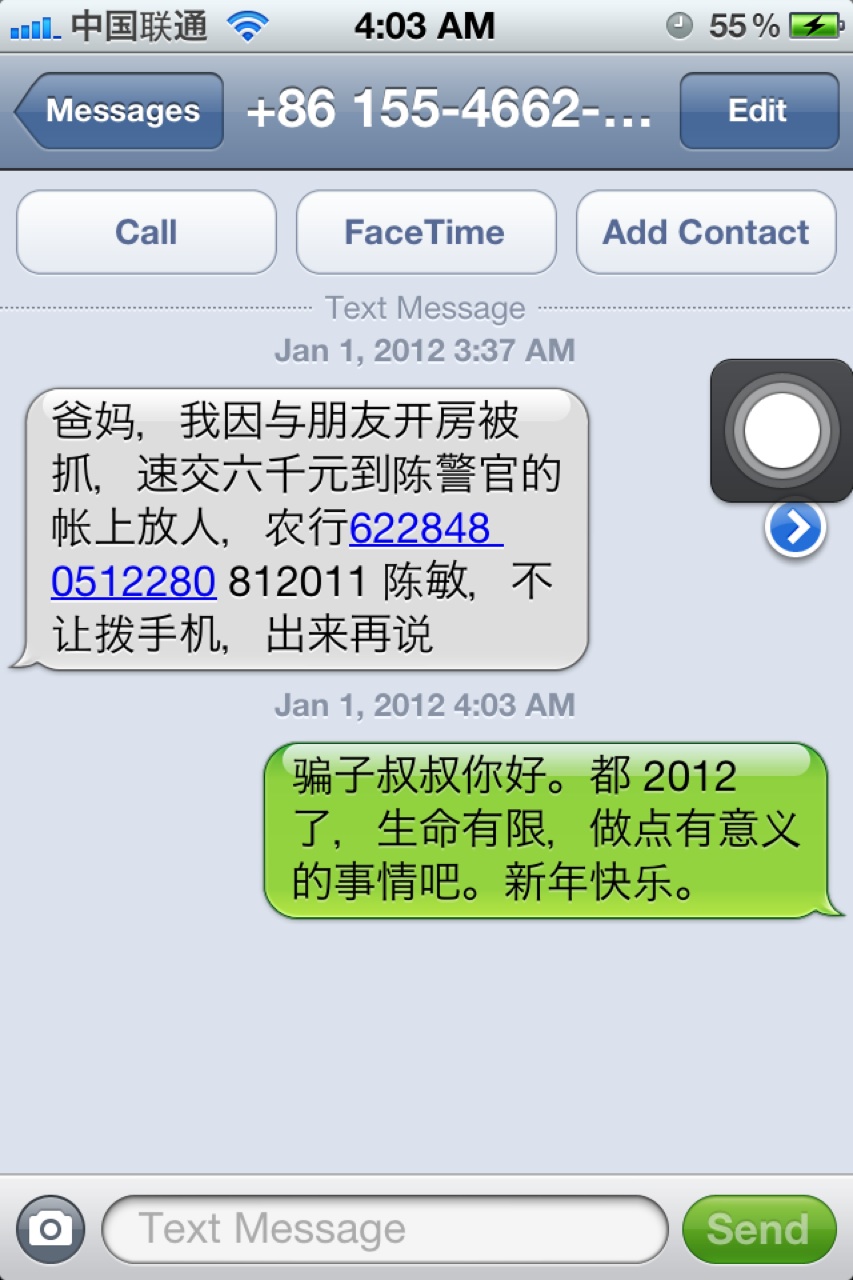 中国联通 4:03 AM 55%
Messages +86 155-4662-... Edit
Call FaceTime Add Contact
Text Message
Jan 1, 2012 3:37 AM
爸妈，我因与朋友开房被
抓，速交六千元到陈警官的
帐上放人，农行622848
0512280 812011 陈敏，不
让拨手机，出来再说
Jan 1, 2012 4:03 AM
骗子叔叔你好。都 2012
了，生命有限，做点有意义
的事情吧。新年快乐。
Text Message Send